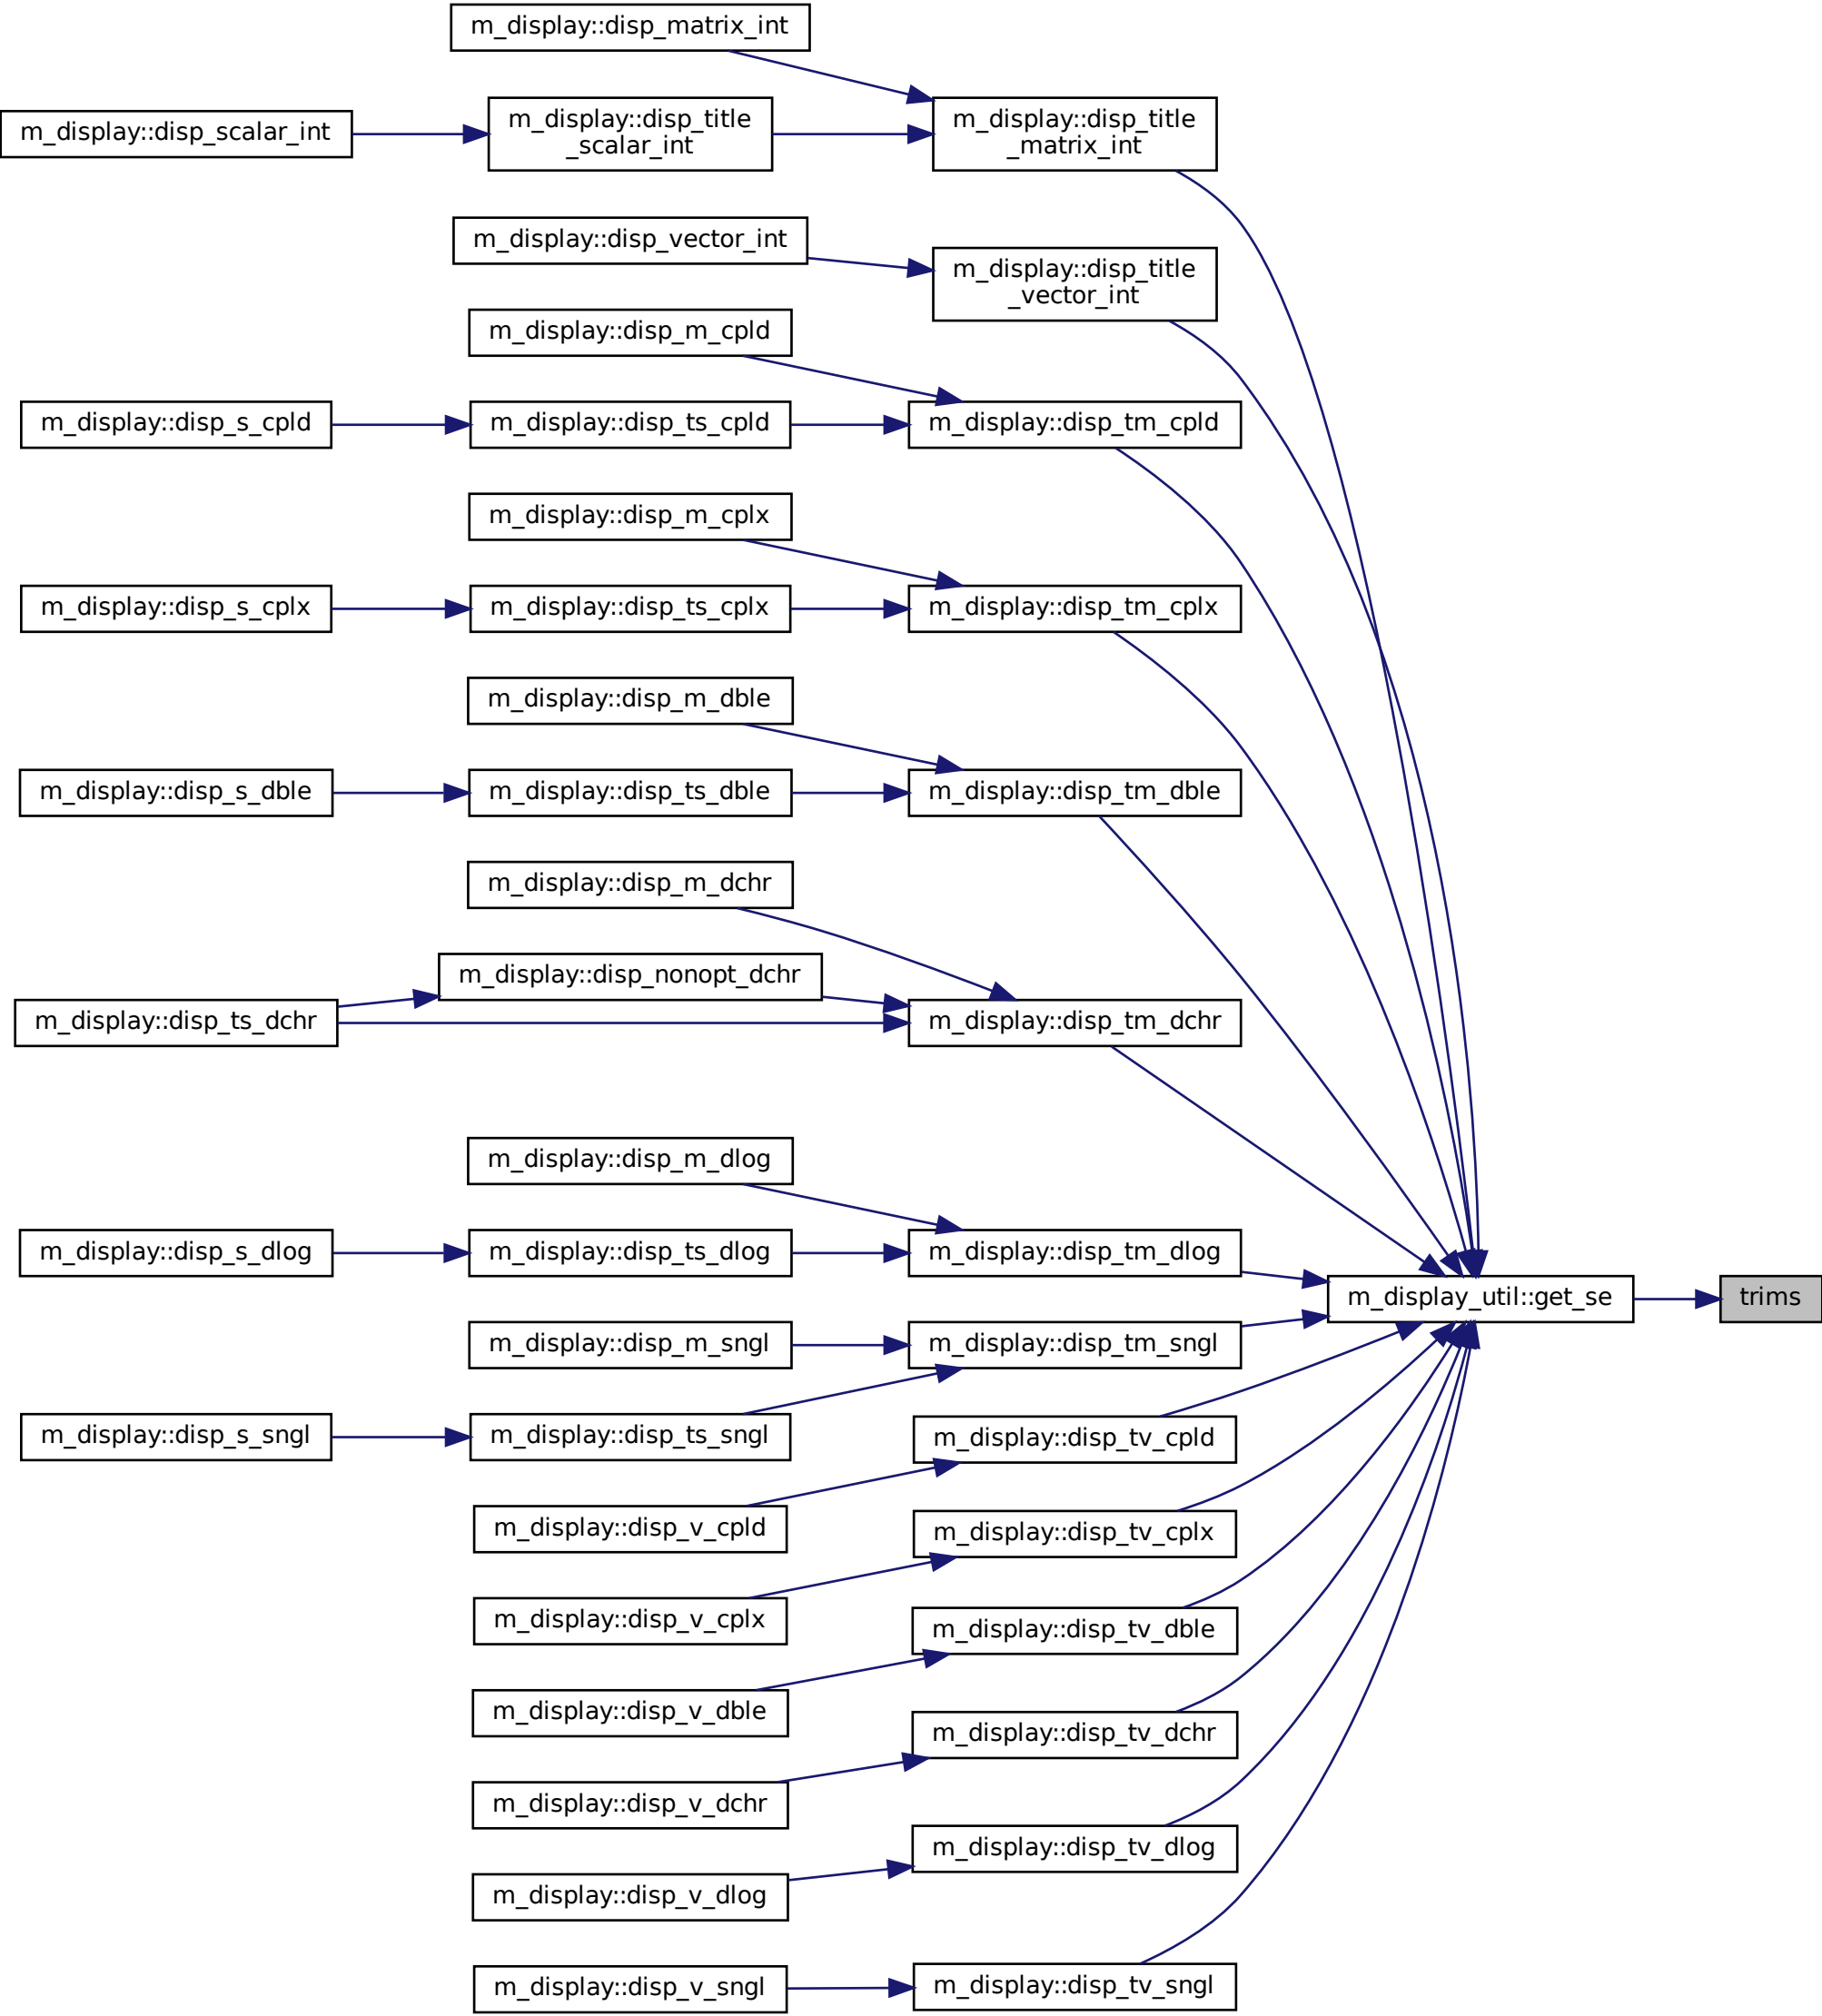 m_display::disp_matrix_int
m_display::disp_scalar_int
m_display::disp_title
_scalar_int
m_display::disp_title
_matrix_int
m_display::disp_vector_int
m_display::disp_title
_vector_int
m_display::disp_m_cpld
m_display::disp_s_cpld
m_display::disp_ts_cpld
m_display::disp_tm_cpld
m_display::disp_m_cplx
m_display::disp_s_cplx
m_display::disp_ts_cplx
m_display::disp_tm_cplx
m_display::disp_m_dble
m_display::disp_s_dble
m_display::disp_ts_dble
m_display::disp_tm_dble
m_display::disp_m_dchr
m_display::disp_nonopt_dchr
m_display::disp_ts_dchr
m_display::disp_tm_dchr
m_display::disp_m_dlog
m_display::disp_s_dlog
m_display::disp_ts_dlog
m_display::disp_tm_dlog
m_display_util::get_se
trims
m_display::disp_m_sngl
m_display::disp_tm_sngl
m_display::disp_s_sngl
m_display::disp_ts_sngl
m_display::disp_tv_cpld
m_display::disp_v_cpld
m_display::disp_tv_cplx
m_display::disp_v_cplx
m_display::disp_tv_dble
m_display::disp_v_dble
m_display::disp_tv_dchr
m_display::disp_v_dchr
m_display::disp_tv_dlog
m_display::disp_v_dlog
m_display::disp_v_sngl
m_display::disp_tv_sngl